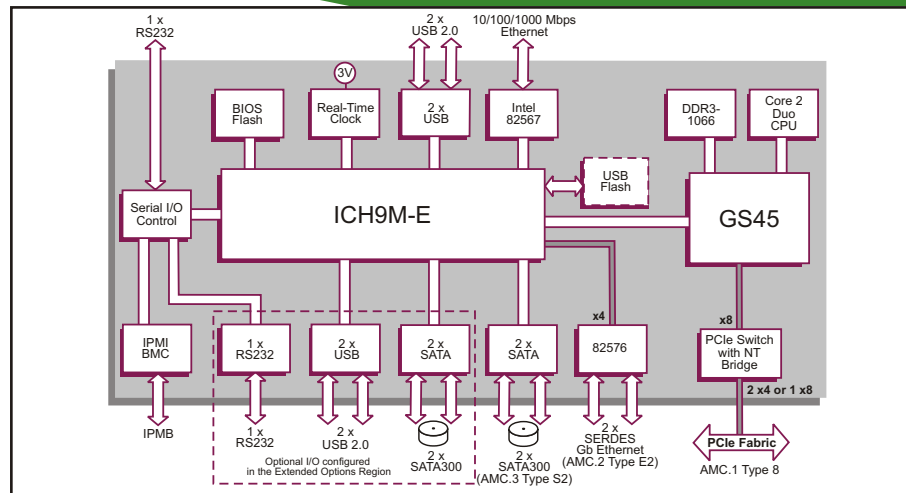 1 x
RS232
2 x
USB 2.0
10/100/1000 Mbps
Ethernet
3V
BIOS
Flash
Real-Time
Clock
2 x
USB
Intel
82567
DDR3-
1066
Core 2
Duo
CPU
USB
Flash
Serial I/O
Control
ICH9M-E
GS45
x4
x8
IPMI
BMC
1 x
RS232
2 x
USB
2 x
SATA
2 x
SATA
82576
PCIe Switch
with NT
Bridge
2 x4 or 1 x8
IPMB
1 x
RS232
2 x
USB 2.0
2 x
SATA300
2 x
SATA300
(AMC.3 Type S2)
2 x
SERDES
Gb Ethernet
(AMC.2 Type E2)
PCIe Fabric
AMC.1 Type 8
Optional I/O configured
in the Extended Options Region